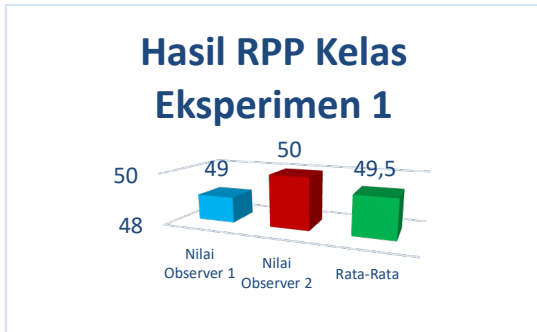 Hasil RPP Kelas
Eksperimen 1
50
48
49
50
49,5
Nilai
Observer 1
Nilai
Observer 2
Rata-Rata